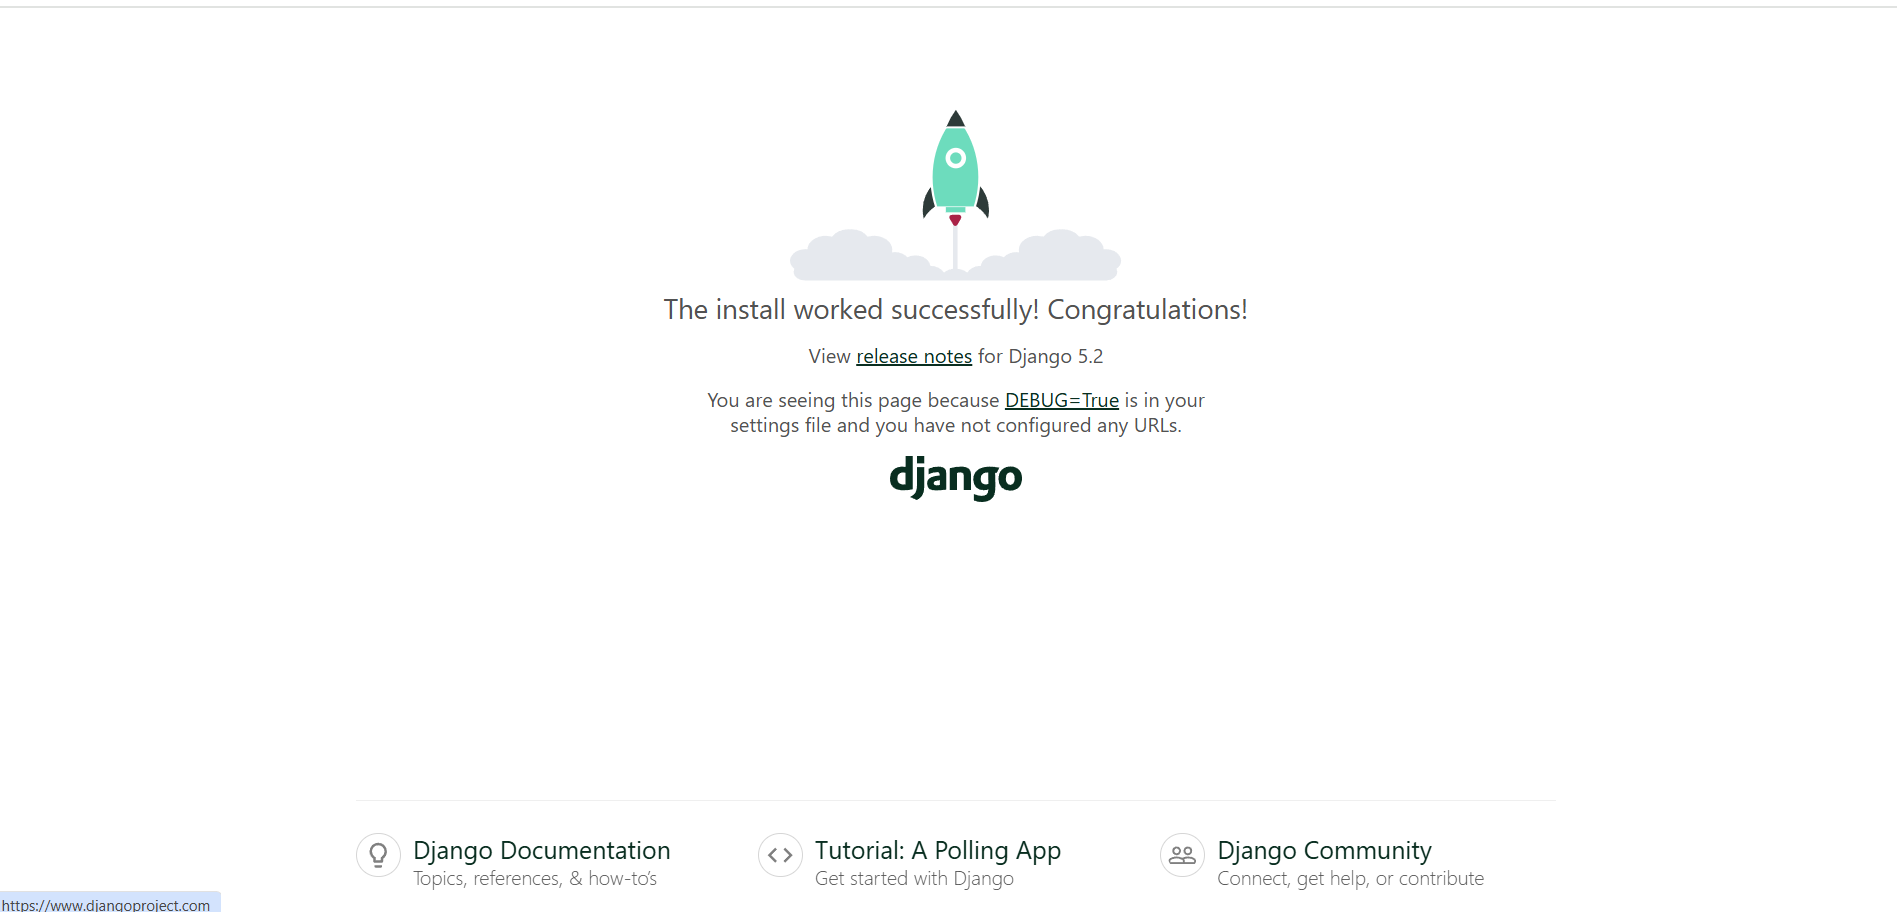 The install worked successfully! Congratulations!
View release notes for Django 5.2
You are seeing this page because DEBUG=True is in your
settings file and you have not configured any URLs.
django
Django Documentation
Topics, references, & how-to’s
Tutorial: A Polling App
Get started with Django
Django Community
Connect, get help, or contribute
https://www.djangoproject.com